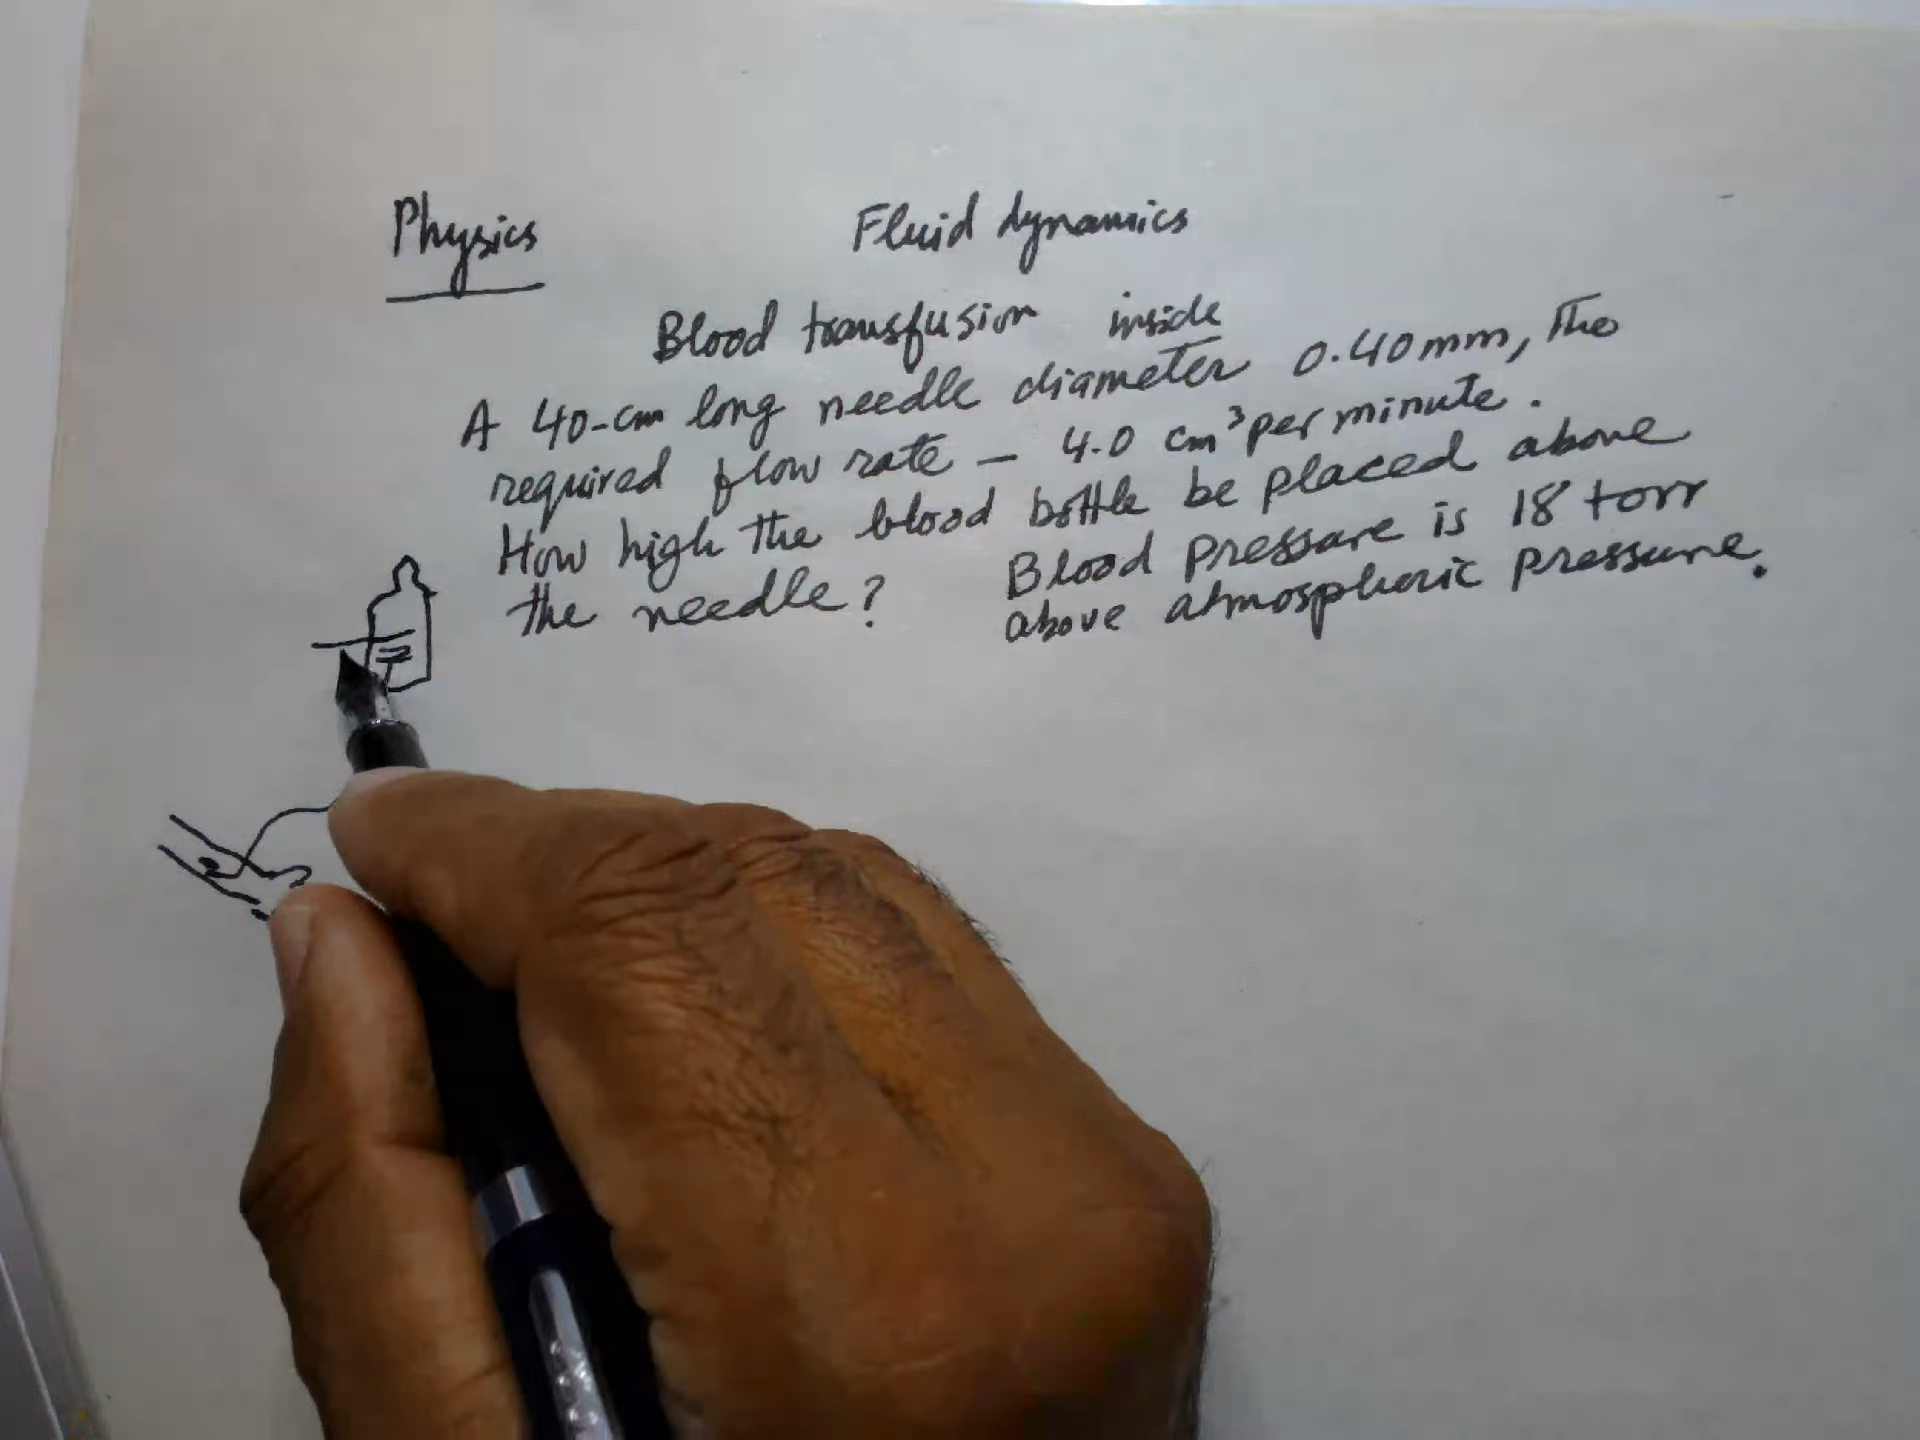 Physics Fluid dynamics
Blood transfusion inside
A 40-cm long needle diameter 0.40mm, The
required flow rate – 4.0 cm³ per minute.
How high the blood bottle be placed above
the needle? Blood pressure is 18 torr
above atmospheric pressure.